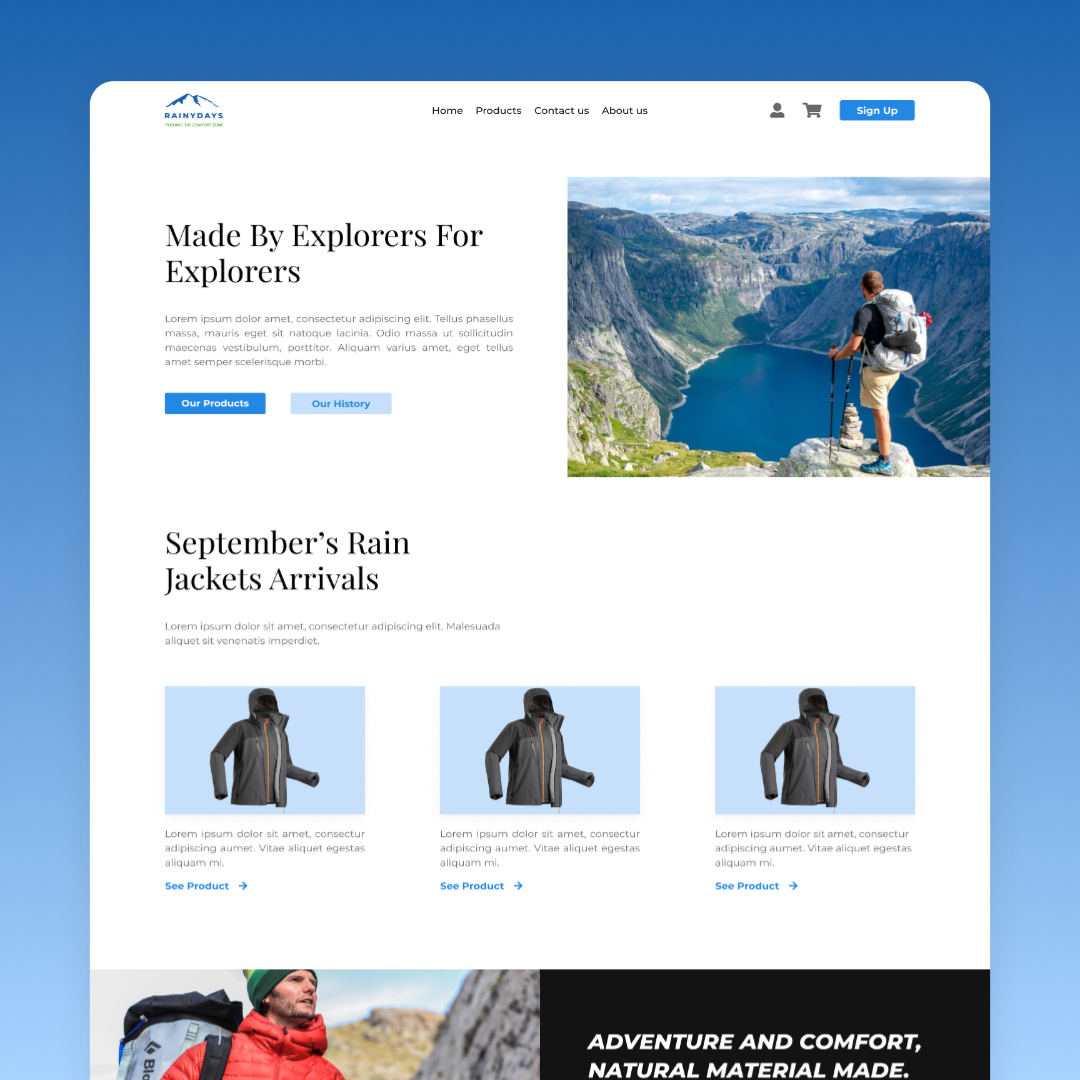 RAINYDAYS
PUSHING THE COMFORT ZONE
Home Products Contact us About us
Sign Up
Made By Explorers For
Explorers
Lorem ipsum dolor amet, consectetur adipiscing elit. Tellus phasellus
massa, mauris eget sit natoque lacinia. Odio massa ut sollicitudin
maecenas vestibulum, porttitor. Aliquam varius amet, eget tellus
amet semper scelerisque morbi.
Our Products
Our History
September’s Rain
Jackets Arrivals
Lorem ipsum dolor sit amet, consectetur adipiscing elit. Malesuada
aliquet sit venenatis imperdiet.
Lorem ipsum dolor sit amet, consectur
adipiscing aumet. Vitae aliquet egestas
aliquam mi.
See Product
Lorem ipsum dolor sit amet, consectur
adipiscing aumet. Vitae aliquet egestas
aliquam mi.
See Product
Lorem ipsum dolor sit amet, consectur
adipiscing aumet. Vitae aliquet egestas
aliquam mi.
See Product
Blo
ADVENTURE AND COMFORT,
NATURAL MATERIAL MADE.